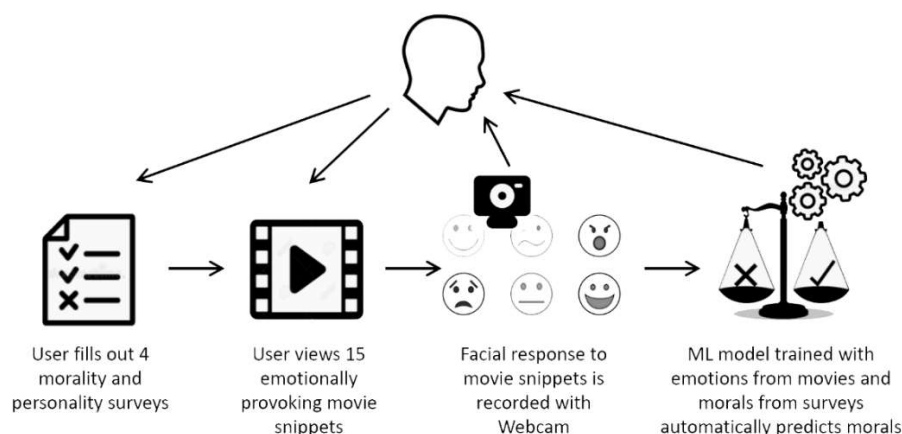 User fills out 4
morality and
personality surveys
User views 15
emotionally
provoking movie
snippets
Facial response to
movie snippets is
recorded with
Webcam
ML model trained with
emotions from movies and
morals from surveys
automatically predicts morals